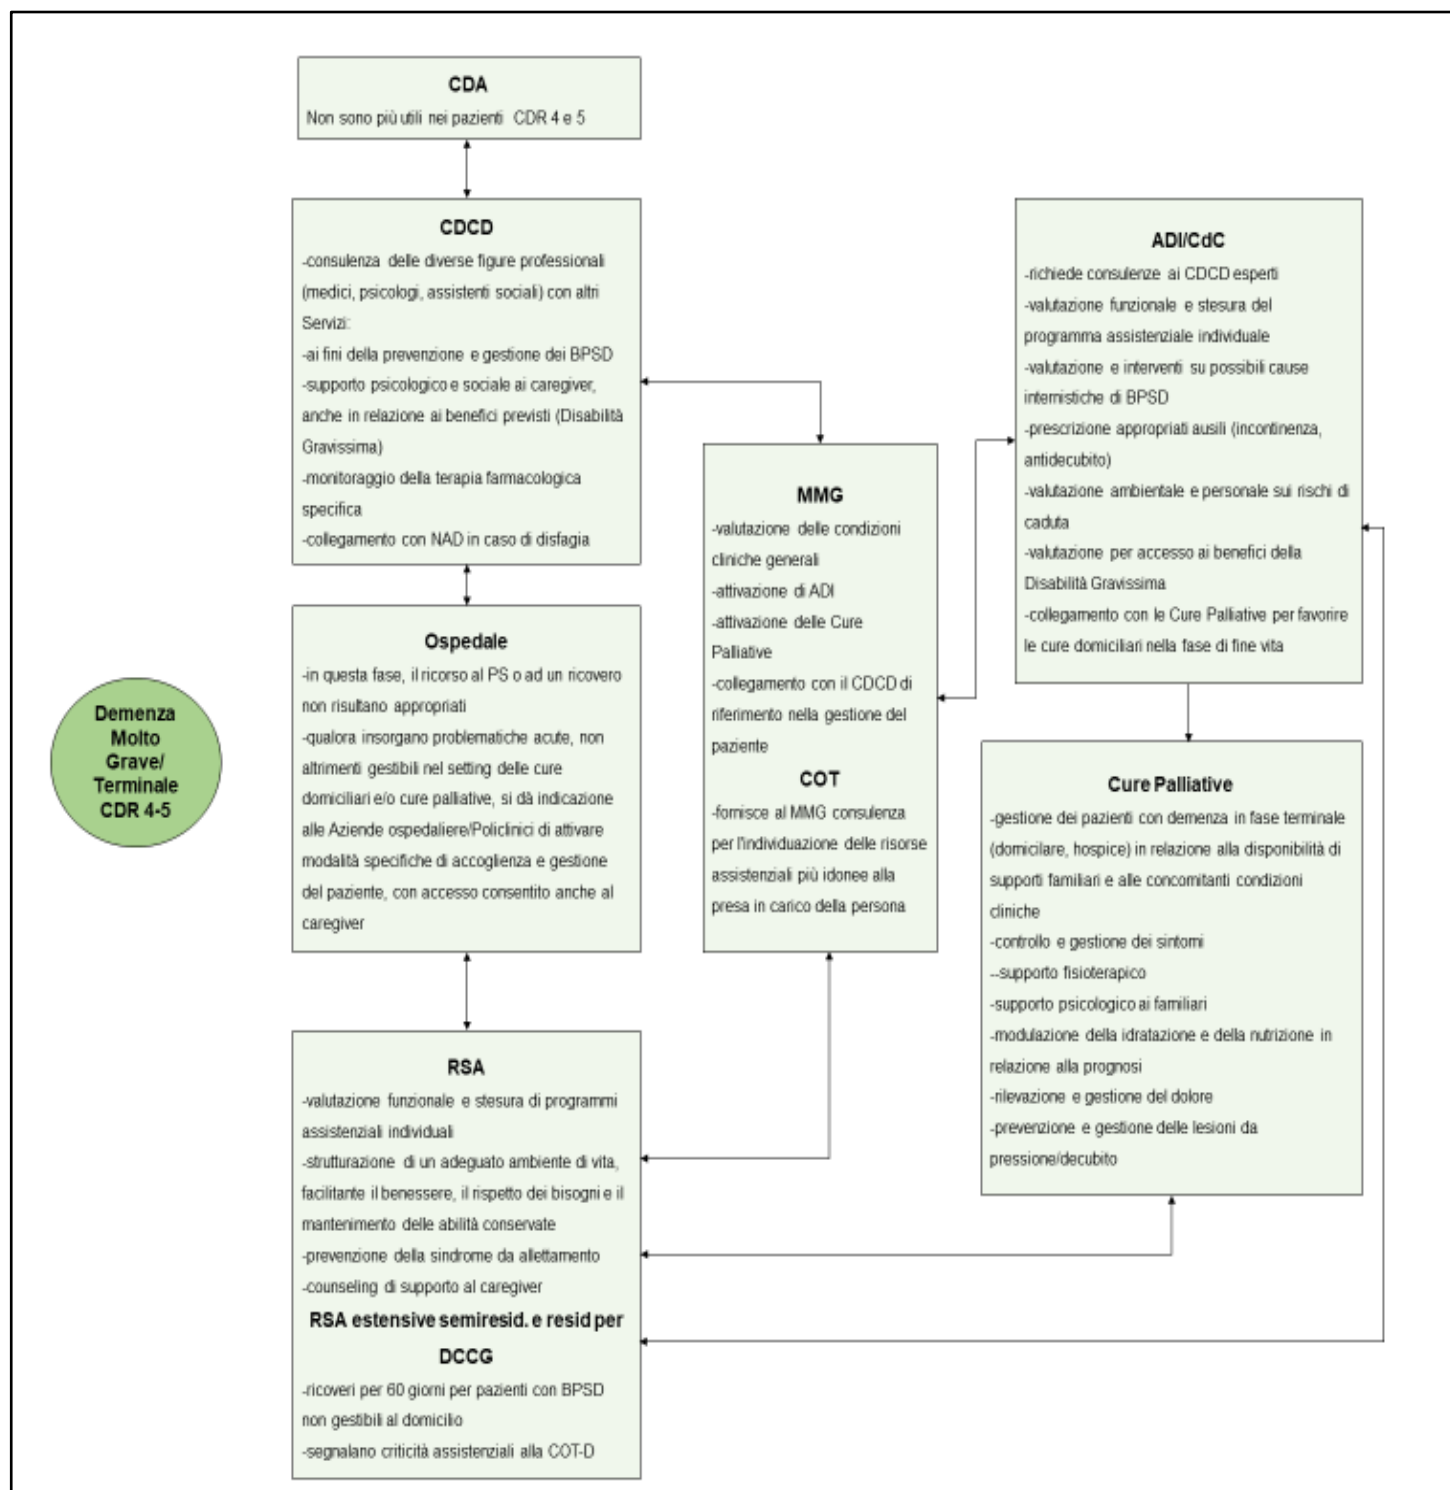 CDA
Non sono più utili nei pazienti CDR 4 e 5
CDCD
-consulenza delle diverse figure professionali
(medici, psicologi, assistenti sociali) con altri
Servizi:
-ai fini della prevenzione e gestione dei BPSD
-supporto psicologico e sociale ai caregiver,
anche in relazione ai benefici previsti (Disabilità
Gravissima)
-monitoraggio della terapia farmacologica
specifica
-collegamento con NAD in caso di disfagia
Ospedale
-in questa fase, il ricorso al PS o ad un ricovero
non risultano appropriati
-qualora insorgano problematiche acute, non
altrimenti gestibili nel setting delle cure
domiciliari e/o cure palliative, si dà indicazione
alle Aziende ospedaliere/Policlinici di attivare
modalità specifiche di accoglienza e gestione
del paziente, con accesso consentito anche al
caregiver
Demenza
Molto
Grave/
Terminale
CDR 4-5
RSA
-valutazione funzionale e stesura di programmi
assistenziali individuali
-strutturazione di un adeguato ambiente di vita,
facilitante il benessere, il rispetto dei bisogni e il
mantenimento delle abilità conservate
-prevenzione della sindrome da allettamento
-counseling di supporto al caregiver
RSA estensive semiresid. e resid per
DCCG
-ricoveri per 60 giorni per pazienti con BPSD
non gestibili al domicilio
-segnalano criticità assistenziali alla COT-D
MMG
-valutazione delle condizioni
cliniche generali
-attivazione di ADI
-attivazione delle Cure
Palliative
-collegamento con il CDCD di
riferimento nella gestione del
paziente
COT
-fornisce al MMG consulenza
per l'individuazione delle risorse
assistenziali più idonee alla
presa in carico della persona
ADI/CdC
-richiede consulenze ai CDCD esperti
-valutazione funzionale e stesura del
programma assistenziale individuale
-valutazione e interventi su possibili cause
internistiche di BPSD
-prescrizione appropriati ausili (incontinenza,
antidecubito)
-valutazione ambientale e personale sui rischi di
caduta
-valutazione per accesso ai benefici della
Disabilità Gravissima
-collegamento con le Cure Palliative per favorire
le cure domiciliari nella fase di fine vita
Cure Palliative
-gestione dei pazienti con demenza in fase terminale
(domicilare, hospice) in relazione alla disponibilità di
supporti familiari e alle concomitanti condizioni
cliniche
-controllo e gestione dei sintomi
--supporto fisioterapico
-supporto psicologico ai familiari
-modulazione della idratazione e della nutrizione in
relazione alla prognosi
-rilevazione e gestione del dolore
-prevenzione e gestione delle lesioni da
pressione/decubito